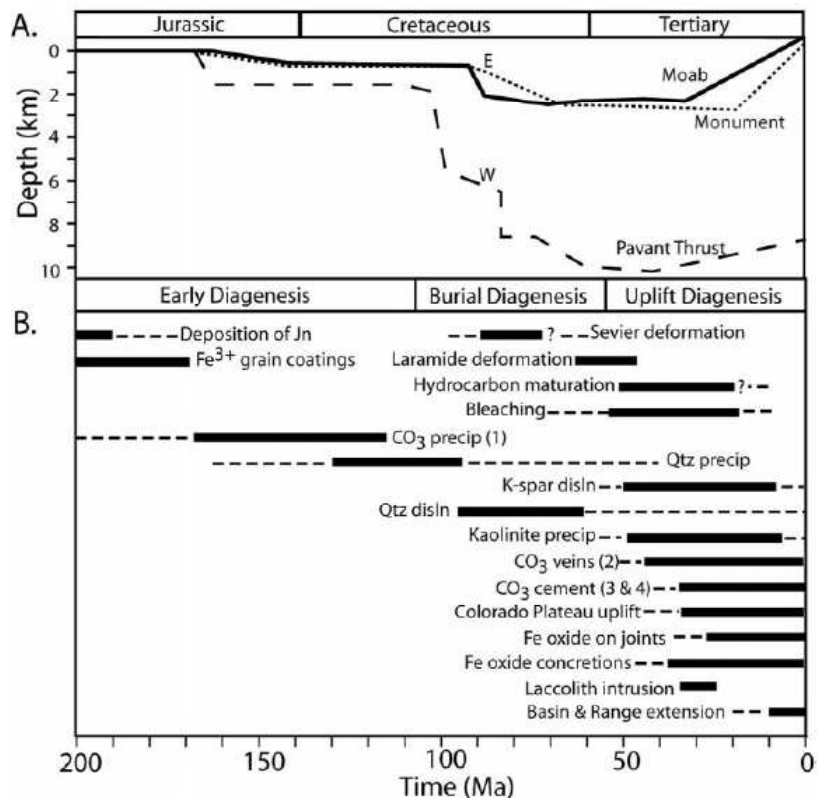 A.
Jurassic Cretaceous Tertiary
0
2
4
6
8
10
Depth (km)
E
Moab
Monument
W
Pavant Thrust
B.
Early Diagenesis Burial Diagenesis Uplift Diagenesis
Deposition of Jn ? Sevier deformation
Fe3+ grain coatings Laramide deformation
Hydrocarbon maturation ?
Bleaching
CO3 precip (1)
Qtz precip
K-spar disln
Qtz disln
Kaolinite precip
CO3 veins (2)
CO3 cement (3 & 4)
Colorado Plateau uplift
Fe oxide on joints
Fe oxide concretions
Laccolith intrusion
Basin & Range extension
200 150 100 50 0
Time (Ma)